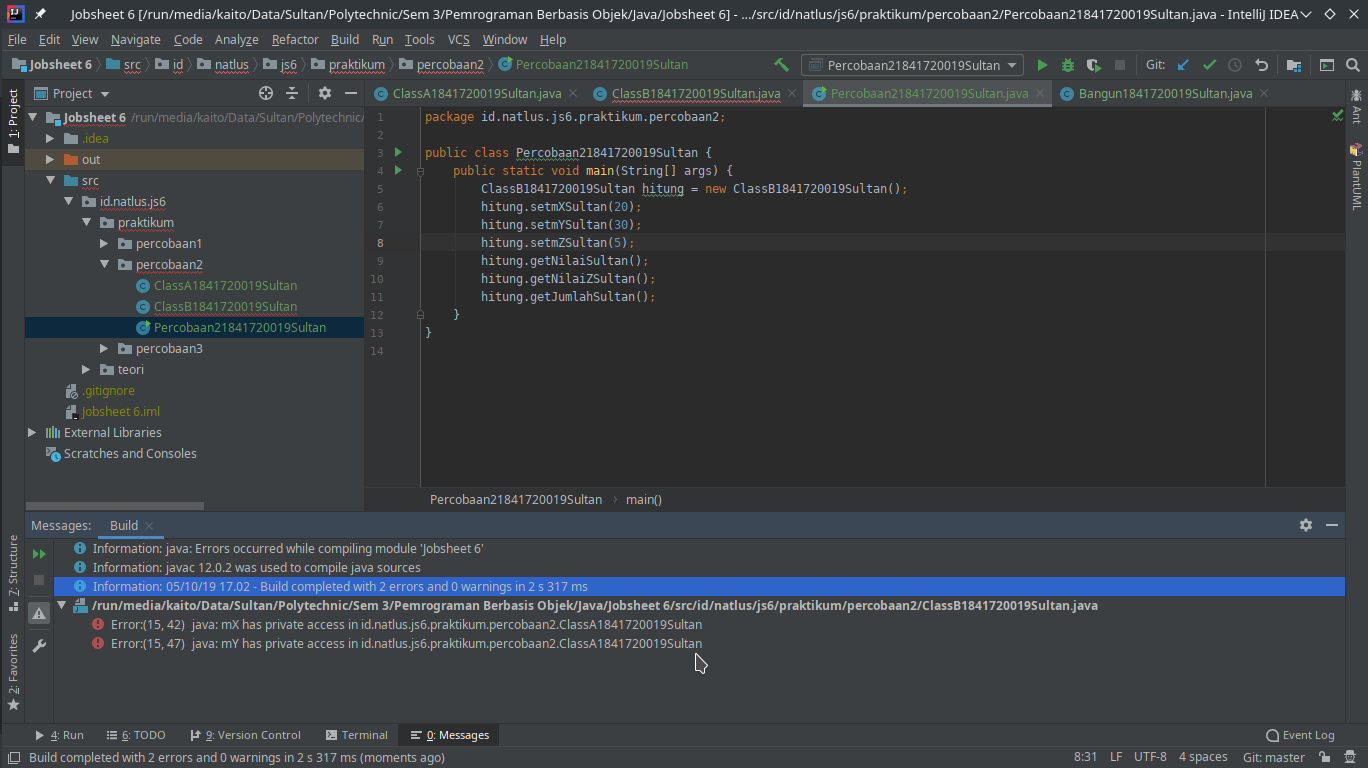 Jobsheet 6 [/run/media/kaito/Data/Sultan/Polytechnic/Sem 3/Pemrograman Berbasis Objek/Java/Jobsheet 6] - .../src/id/natlus/js6/praktikum/percobaan2/Percobaan21841720019Sultan.java - IntelliJ IDEA
File Edit View Navigate Code Analyze Refactor Build Run Tools VCS Window Help
Jobsheet 6 src id natlus js6 praktikum percobaan2 Percobaan21841720019Sultan Percobaan21841720019Sultan Git:
Project ClassA1841720019Sultan.java ClassB1841720019Sultan.java Percobaan21841720019Sultan.java Bangun1841720019Sultan.java
1: Project
Jobsheet 6 /run/media/kaito/Data/Sultan/Polytechnic/
.idea
out
src
id.natlus.js6
praktikum
percobaan1
percobaan2
ClassA1841720019Sultan
ClassB1841720019Sultan
Percobaan21841720019Sultan
percobaan3
teori
.gitignore
Jobsheet 6.iml
External Libraries
Scratches and Consoles
1 package id.natlus.js6.praktikum.percobaan2;
2
3 public class Percobaan21841720019Sultan {
4 public static void main(String[] args) {
5 ClassB1841720019Sultan hitung = new ClassB1841720019Sultan();
6 hitung.setmXSultan(20);
7 hitung.setmYSultan(30);
8 hitung.setmZSultan(5);
9 hitung.getNilaiSultan();
10 hitung.getNilaiZSultan();
11 hitung.getJumlahSultan();
12 }
13 }
14
Percobaan21841720019Sultan main()
Ant
PlantUML
Messages: Build
Information: java: Errors occurred while compiling module 'Jobsheet 6'
Information: javac 12.0.2 was used to compile java sources
Information: 05/10/19 17.02 - Build completed with 2 errors and 0 warnings in 2 s 317 ms
/run/media/kaito/Data/Sultan/Polytechnic/Sem 3/Pemrograman Berbasis Objek/Java/Jobsheet 6/src/id/natlus/js6/praktikum/percobaan2/ClassB1841720019Sultan.java
Error:(15, 42) java: mX has private access in id.natlus.js6.praktikum.percobaan2.ClassA1841720019Sultan
Error:(15, 47) java: mY has private access in id.natlus.js6.praktikum.percobaan2.ClassA1841720019Sultan
7: Structure
2: Favorites
4: Run 6: TODO 9: Version Control Terminal 0: Messages Event Log
Build completed with 2 errors and 0 warnings in 2 s 317 ms (moments ago) 8:31 LF UTF-8 4 spaces Git: master